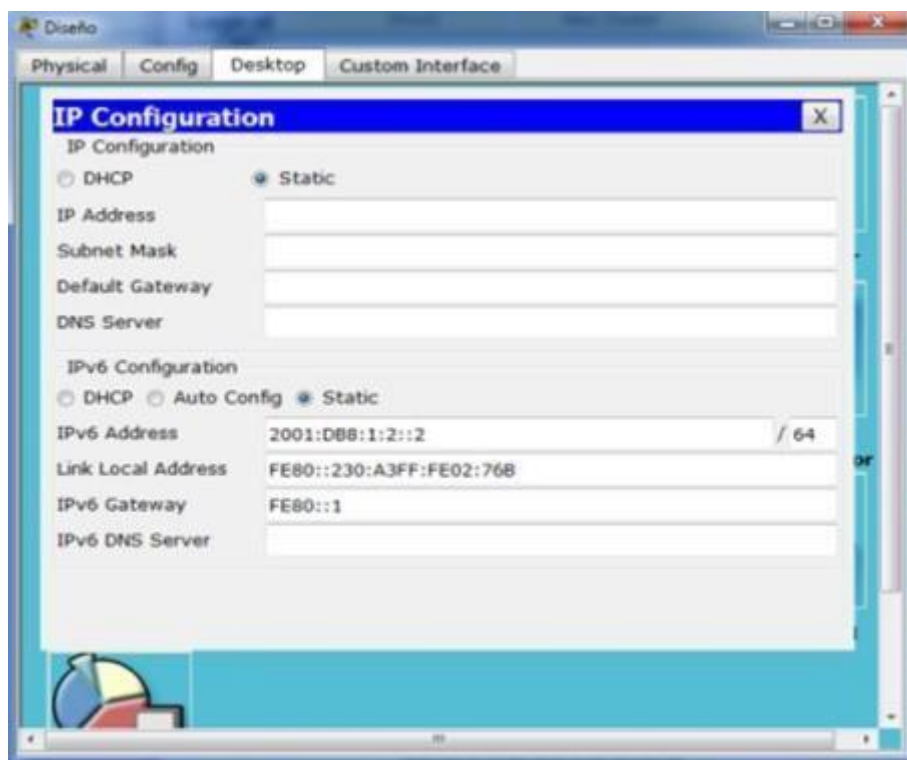 Diseño
Physical Config Desktop Custom Interface
IP Configuration X
IP Configuration
DHCP Static
IP Address
Subnet Mask
Default Gateway
DNS Server
IPv6 Configuration
DHCP Auto Config Static
IPv6 Address 2001:DB8:1:2::2 / 64
Link Local Address FE80::230:A3FF:FE02:76B
IPv6 Gateway FE80::1
IPv6 DNS Server
or